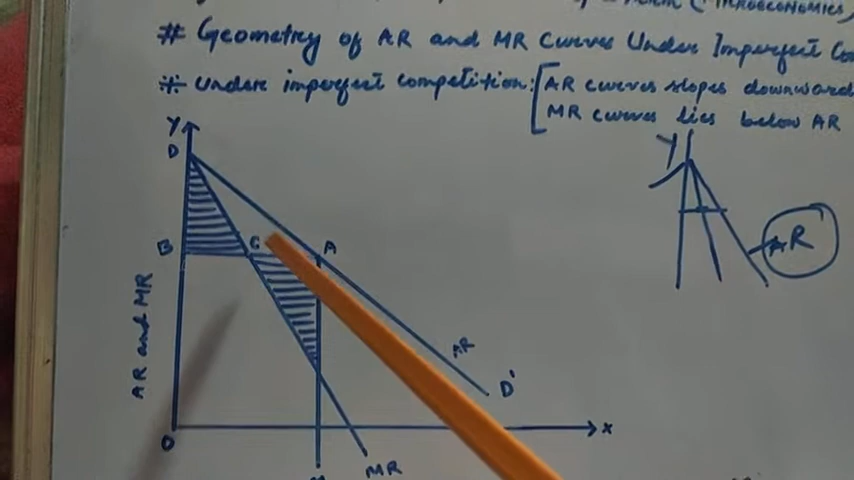 # Geometry of AR and MR Curves Under Imperfect
* Under imperfect competition: [AR curves slopes downward
MR curves lies below AR
Y
D
B
C
A
AR and MR
AR
D'
O
X
MR
Y
AR